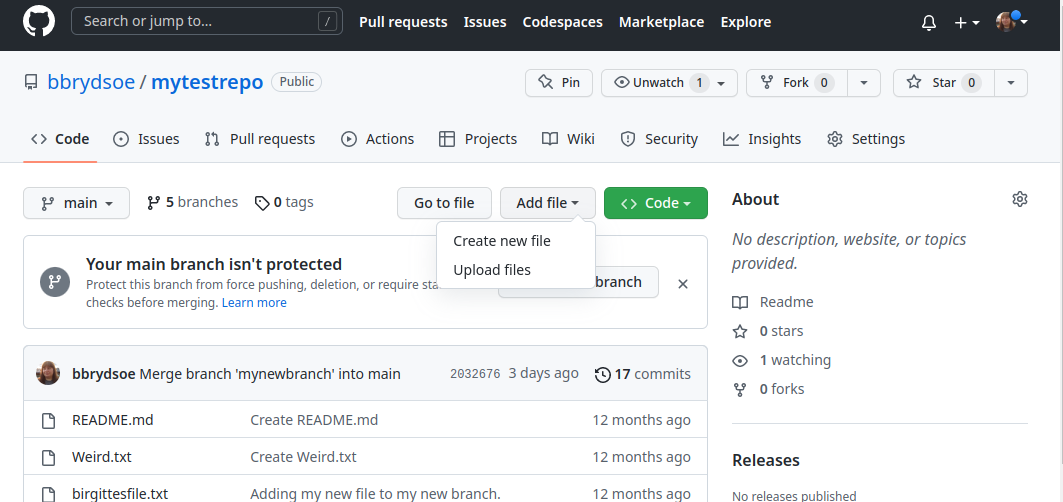 Search or jump to... /
Pull requests Issues Codespaces Marketplace Explore
bbrydsoe / mytestrepo Public
Pin Unwatch 1 Fork 0 Star 0
Code Issues Pull requests Actions Projects Wiki Security Insights Settings
main 5 branches 0 tags Go to file Add file Code
Create new file
Upload files
Your main branch isn't protected
Protect this branch from force pushing, deletion, or require
checks before merging. Learn more
branch
bbrydsoe Merge branch 'mynewbranch' into main 2032676 3 days ago 17 commits
README.md Create README.md 12 months ago
Weird.txt Create Weird.txt 12 months ago
birgittesfile.txt Adding my new file to my new branch. 12 months ago
About
No description, website, or topics
provided.
Readme
0 stars
1 watching
0 forks
Releases
No releases published